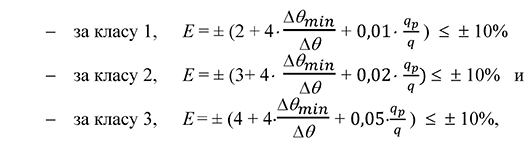 – за класу 1, E = ± (2 + 4· Δθmin/Δθ + 0,01 · qp/q ) ≤ ± 10%
– за класу 2, E = ± (3+ 4· Δθmin/Δθ + 0,02 · qp/q) ≤ ± 10% и
– за класу 3, E = ± (4 + 4·Δθmin/Δθ + 0,05·qp/q) ≤ ± 10%,